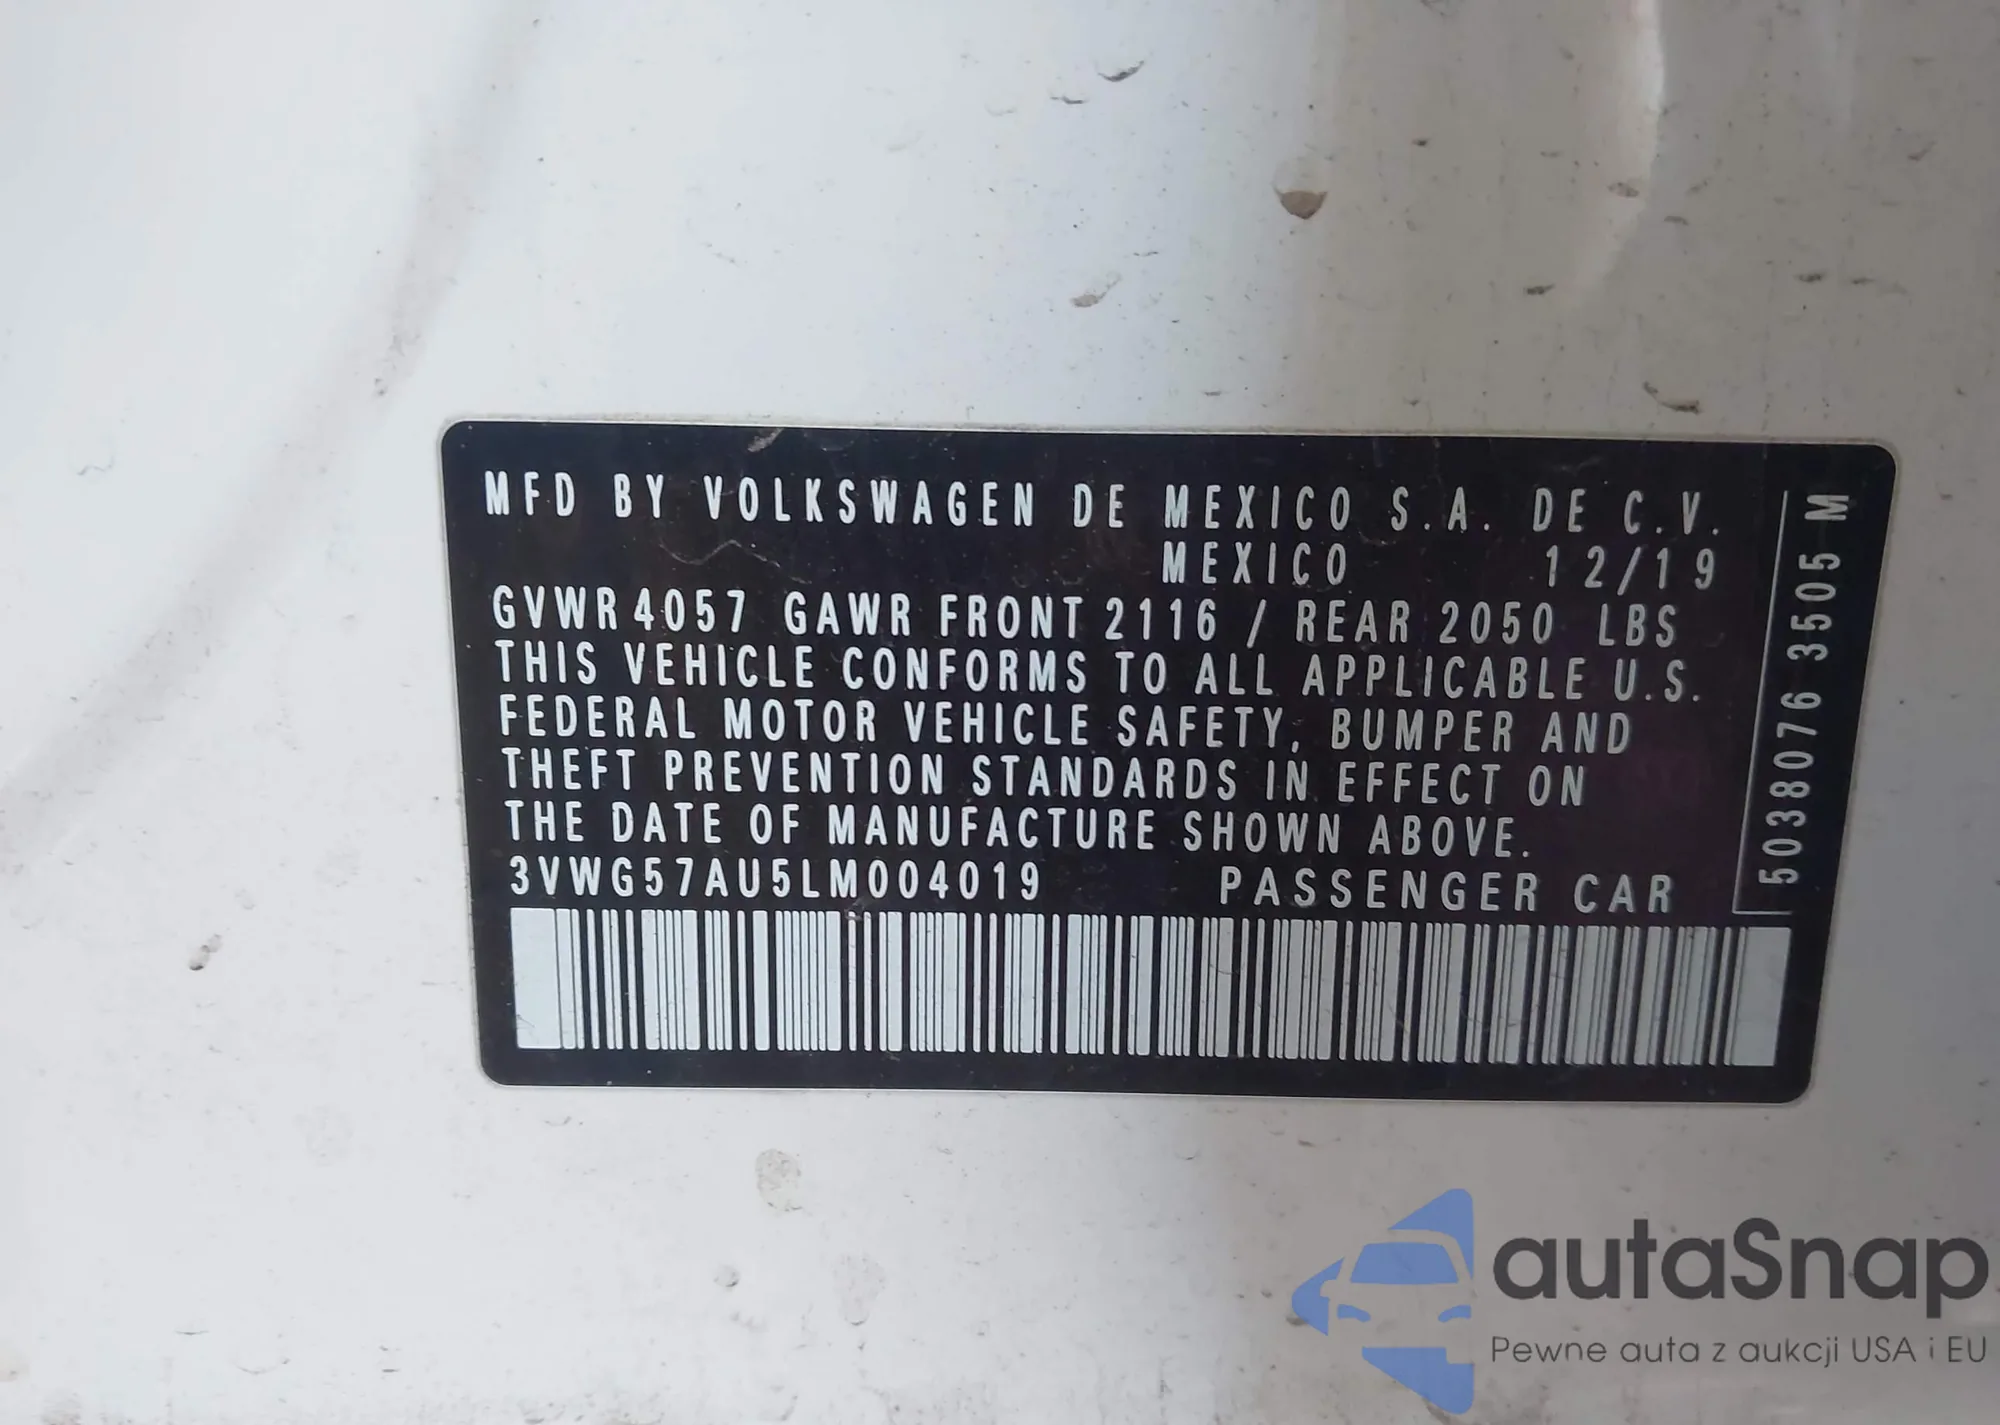 MFD BY VOLKSWAGEN DE MEXICO S.A. DE C.V.
MEXICO 12/19
GVWR 4057 GAWR FRONT 2116 / REAR 2050 LBS
THIS VEHICLE CONFORMS TO ALL APPLICABLE U.S.
FEDERAL MOTOR VEHICLE SAFETY, BUMPER AND
THEFT PREVENTION STANDARDS IN EFFECT ON
THE DATE OF MANUFACTURE SHOWN ABOVE.
3VWG57AU5LM004019 PASSENGER CAR
5038076 3505 M
autaSnap
Pewne auta z aukcji USA i EU